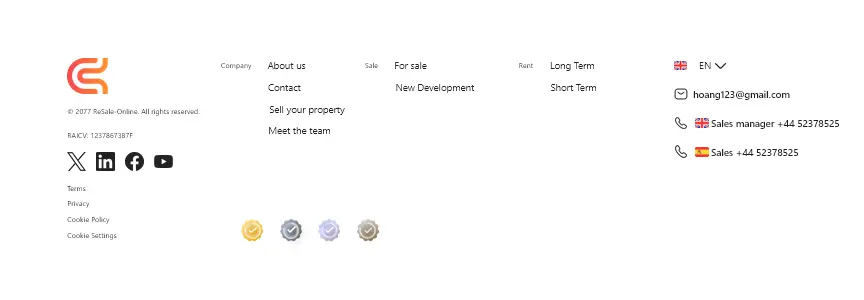 © 2077 ReSale-Online. All rights reserved.
RAICV: 1237867387F
Terms
Privacy
Cookie Policy
Cookie Settings
Company
About us
Contact
Sell your property
Meet the team
Sale
For sale
New Development
Rent
Long Term
Short Term
EN
hoang123@gmail.com
Sales manager +44 52378525
Sales +44 52378525